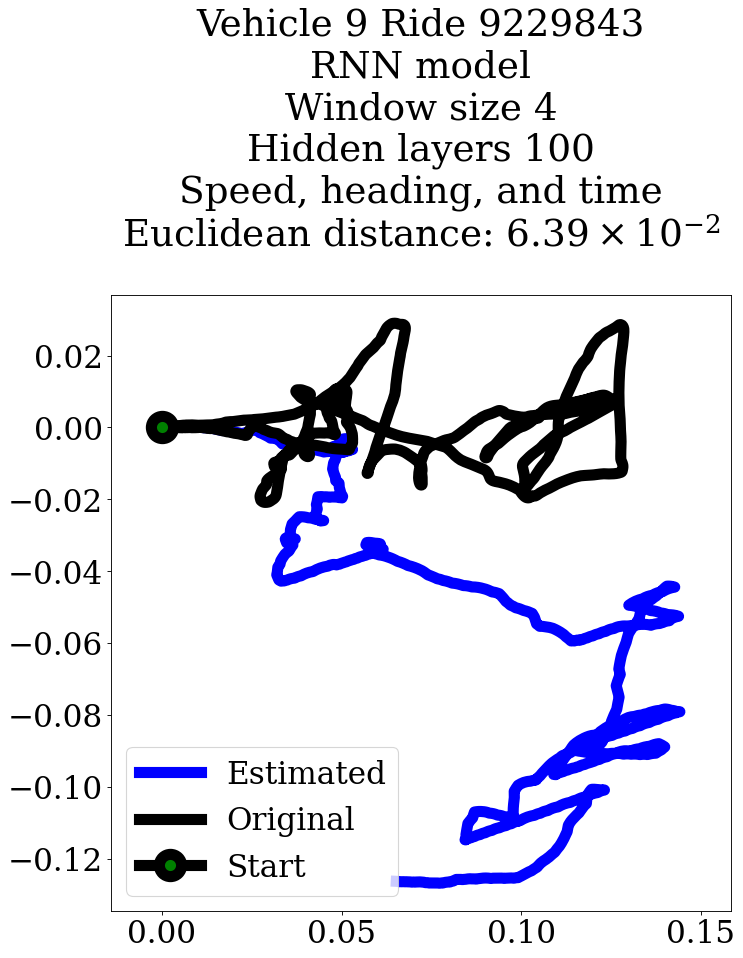 Vehicle 9 Ride 9229843
RNN model
Window size 4
Hidden layers 100
Speed, heading, and time
Euclidean distance: 6.39 × 10⁻²
0.02
0.00
−0.02
−0.04
−0.06
−0.08
−0.10
−0.12
Estimated
Original
Start
0.00 0.05 0.10 0.15